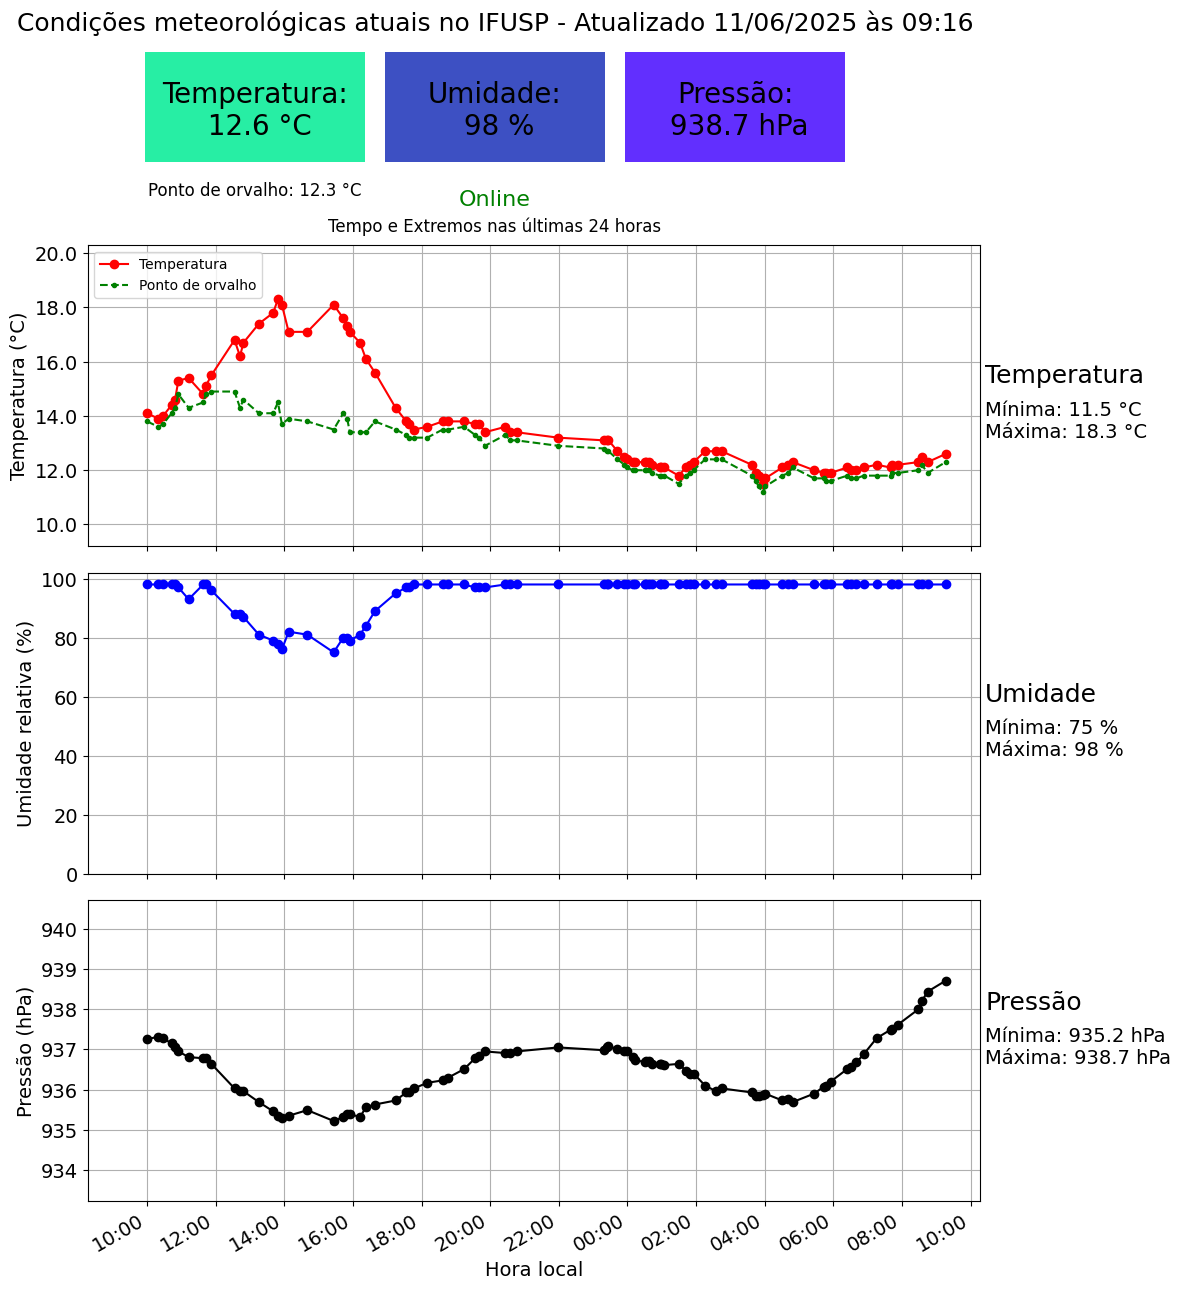 Condições meteorológicas atuais no IFUSP - Atualizado 11/06/2025 às 09:16
Temperatura:
12.6 °C
Umidade:
98 %
Pressão:
938.7 hPa
Ponto de orvalho: 12.3 °C
Online
Tempo e Extremos nas últimas 24 horas
Temperatura
Ponto de orvalho
20.0
18.0
16.0
14.0
12.0
10.0
Temperatura (°C)
Temperatura
Mínima: 11.5 °C
Máxima: 18.3 °C
100
80
60
40
20
0
Umidade relativa (%)
Umidade
Mínima: 75 %
Máxima: 98 %
940
939
938
937
936
935
934
Pressão (hPa)
Pressão
Mínima: 935.2 hPa
Máxima: 938.7 hPa
10:00 12:00 14:00 16:00 18:00 20:00 22:00 00:00 02:00 04:00 06:00 08:00 10:00
Hora local